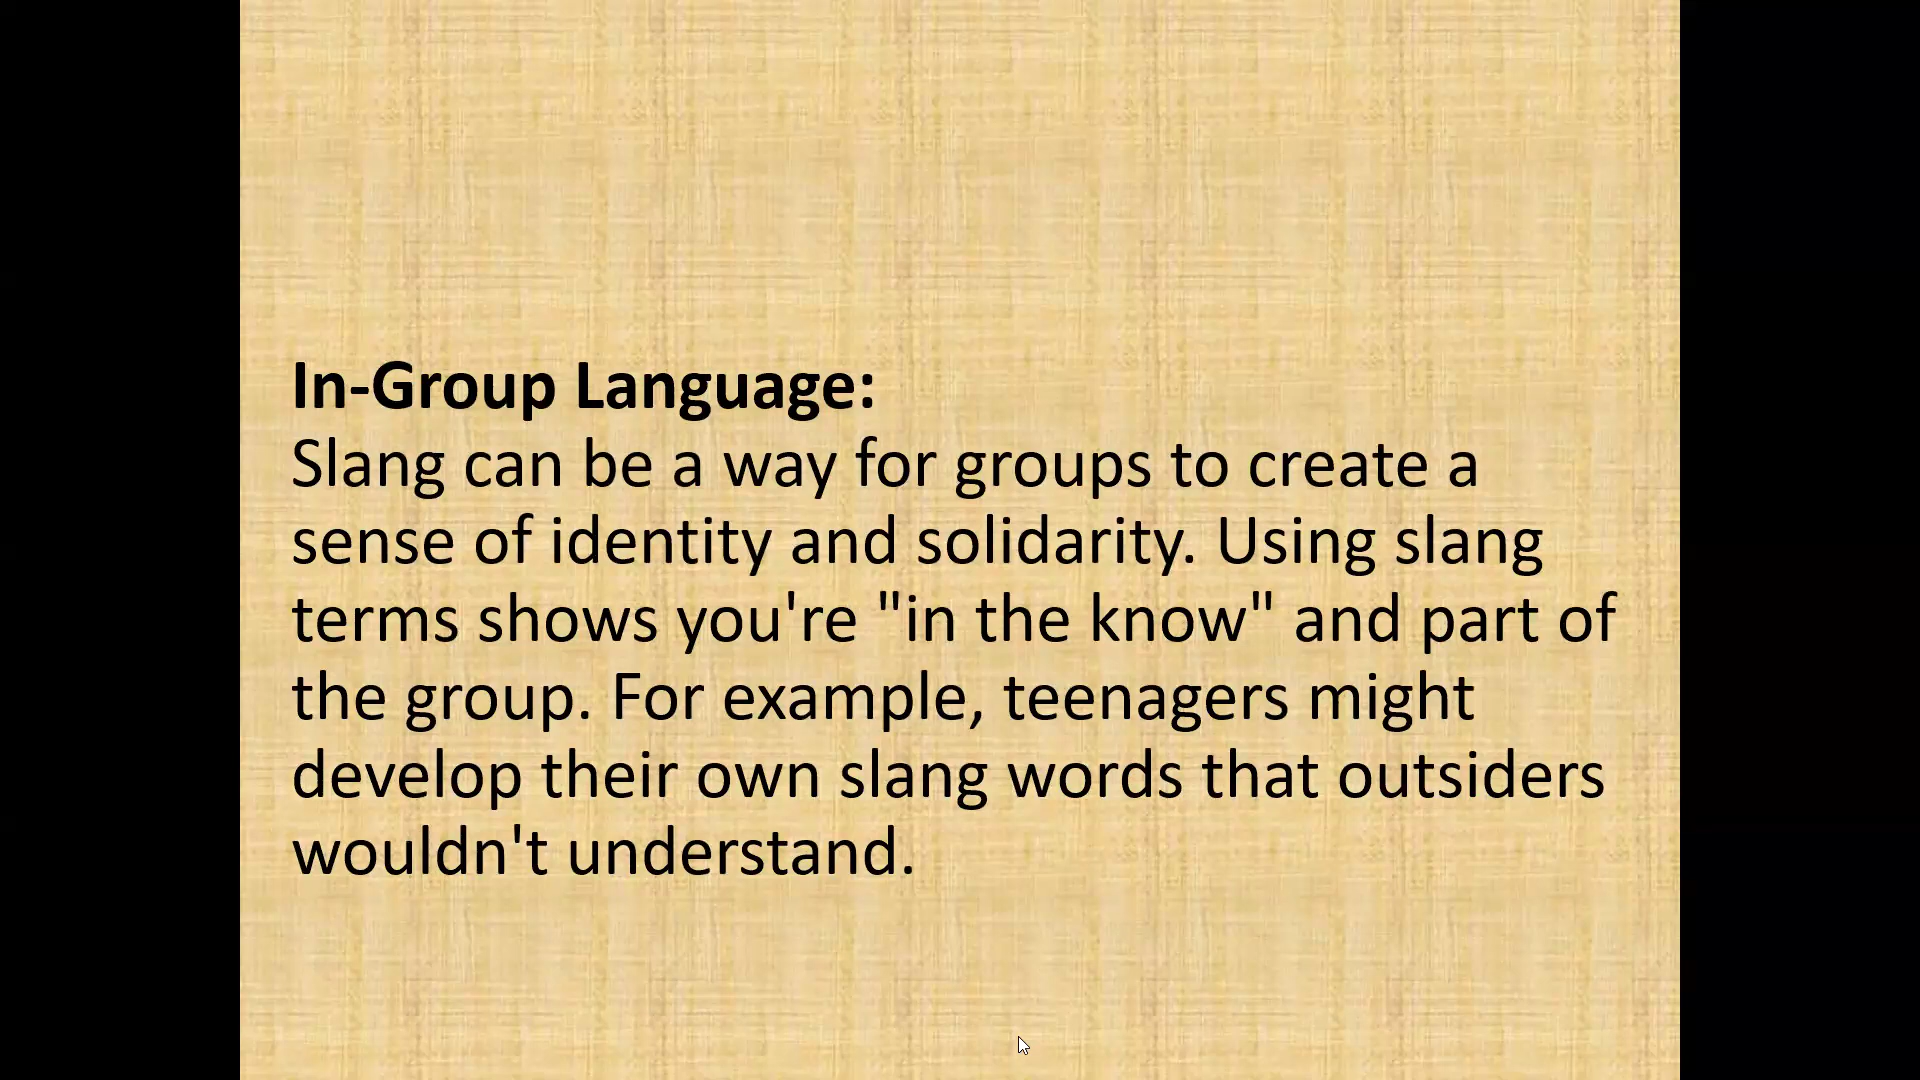 In-Group Language:
Slang can be a way for groups to create a
sense of identity and solidarity. Using slang
terms shows you're "in the know" and part of
the group. For example, teenagers might
develop their own slang words that outsiders
wouldn't understand.